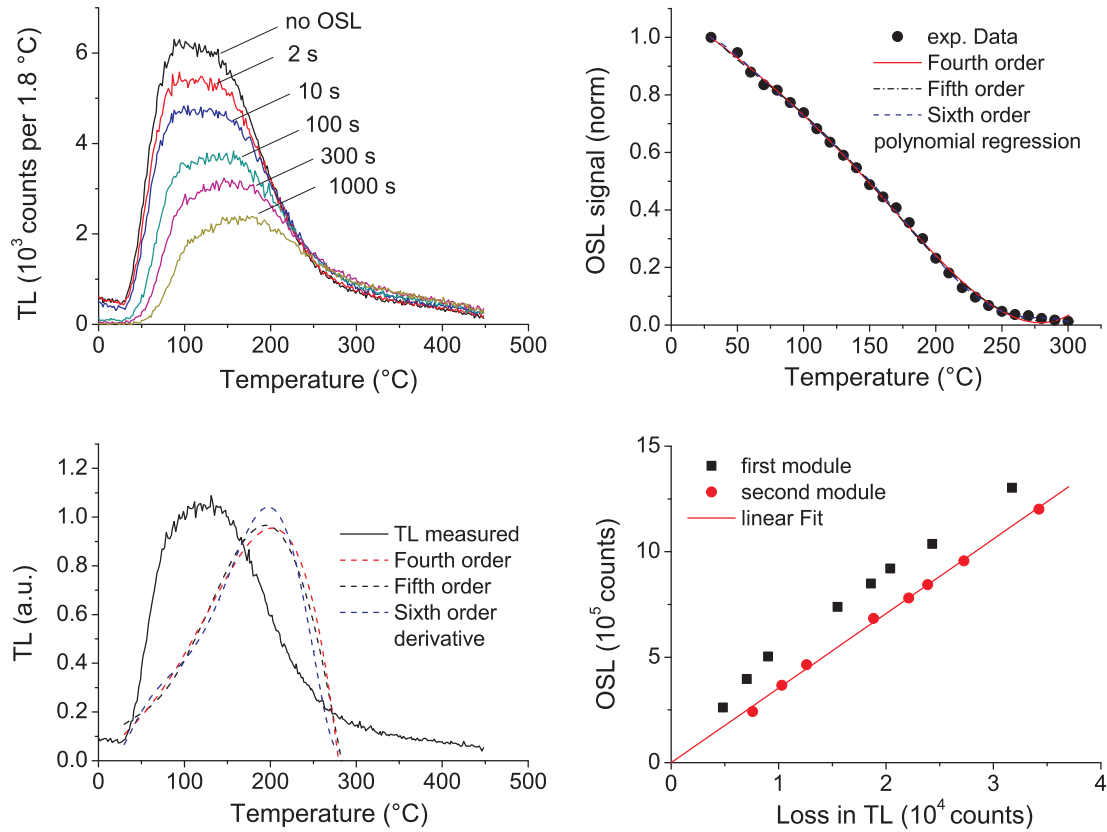 TL (10³ counts per 1.8 °C)
6
4
2
0
no OSL
2 s
10 s
100 s
300 s
1000 s
0 100 200 300 400 500
Temperature (°C)
OSL signal (norm)
1.0
0.8
0.6
0.4
0.2
0.0
exp. Data
Fourth order
Fifth order
Sixth order
polynomial regression
0 50 100 150 200 250 300
Temperature (°C)
TL (a.u.)
1.2
1.0
0.8
0.6
0.4
0.2
0.0
TL measured
Fourth order
Fifth order
Sixth order
derivative
0 100 200 300 400 500
Temperature (°C)
OSL (10⁵ counts)
15
10
5
0
first module
second module
linear Fit
0 1 2 3 4
Loss in TL (10⁴ counts)